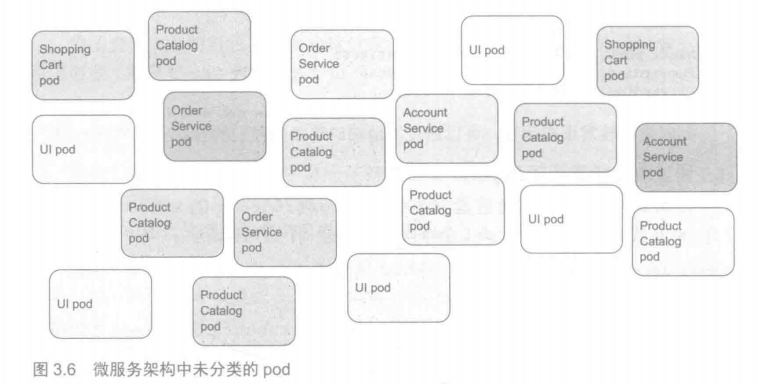 Shopping
Cart
pod
Product
Catalog
pod
Order
Service
pod
UI pod
Shopping
Cart
pod
UI pod
Order
Service
pod
Product
Catalog
pod
Account
Service
pod
Product
Catalog
pod
Account
Service
pod
Product
Catalog
pod
Order
Service
pod
Product
Catalog
pod
UI pod
Product
Catalog
pod
UI pod
Product
Catalog
pod
UI pod
图 3.6 微服务架构中未分类的 pod